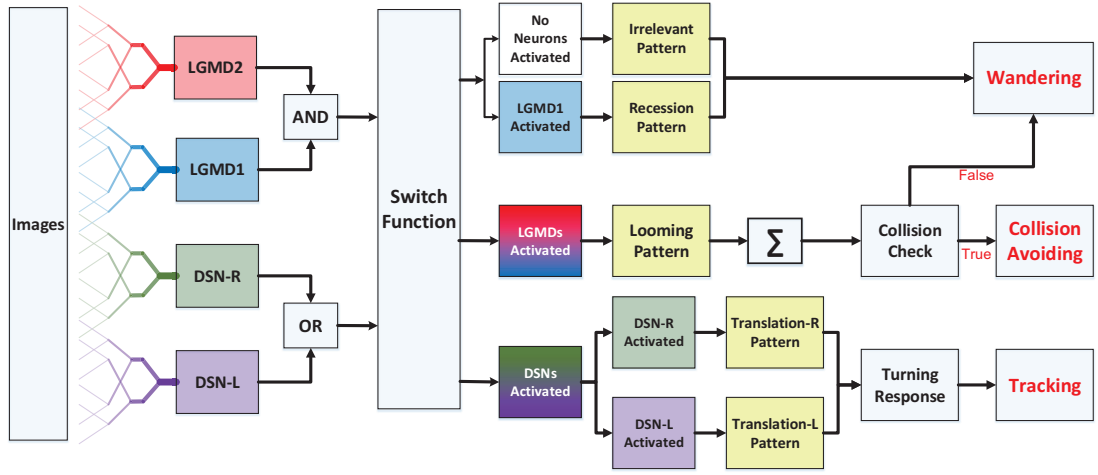 Images
LGMD2
LGMD1
DSN-R
DSN-L
AND
OR
Switch
Function
No
Neurons
Activated
Irrelevant
Pattern
LGMD1
Activated
Recession
Pattern
Wandering
False
LGMDs
Activated
Looming
Pattern
Σ
Collision
Check
True
Collision
Avoiding
DSNs
Activated
DSN-R
Activated
Translation-R
Pattern
DSN-L
Activated
Translation-L
Pattern
Turning
Response
Tracking